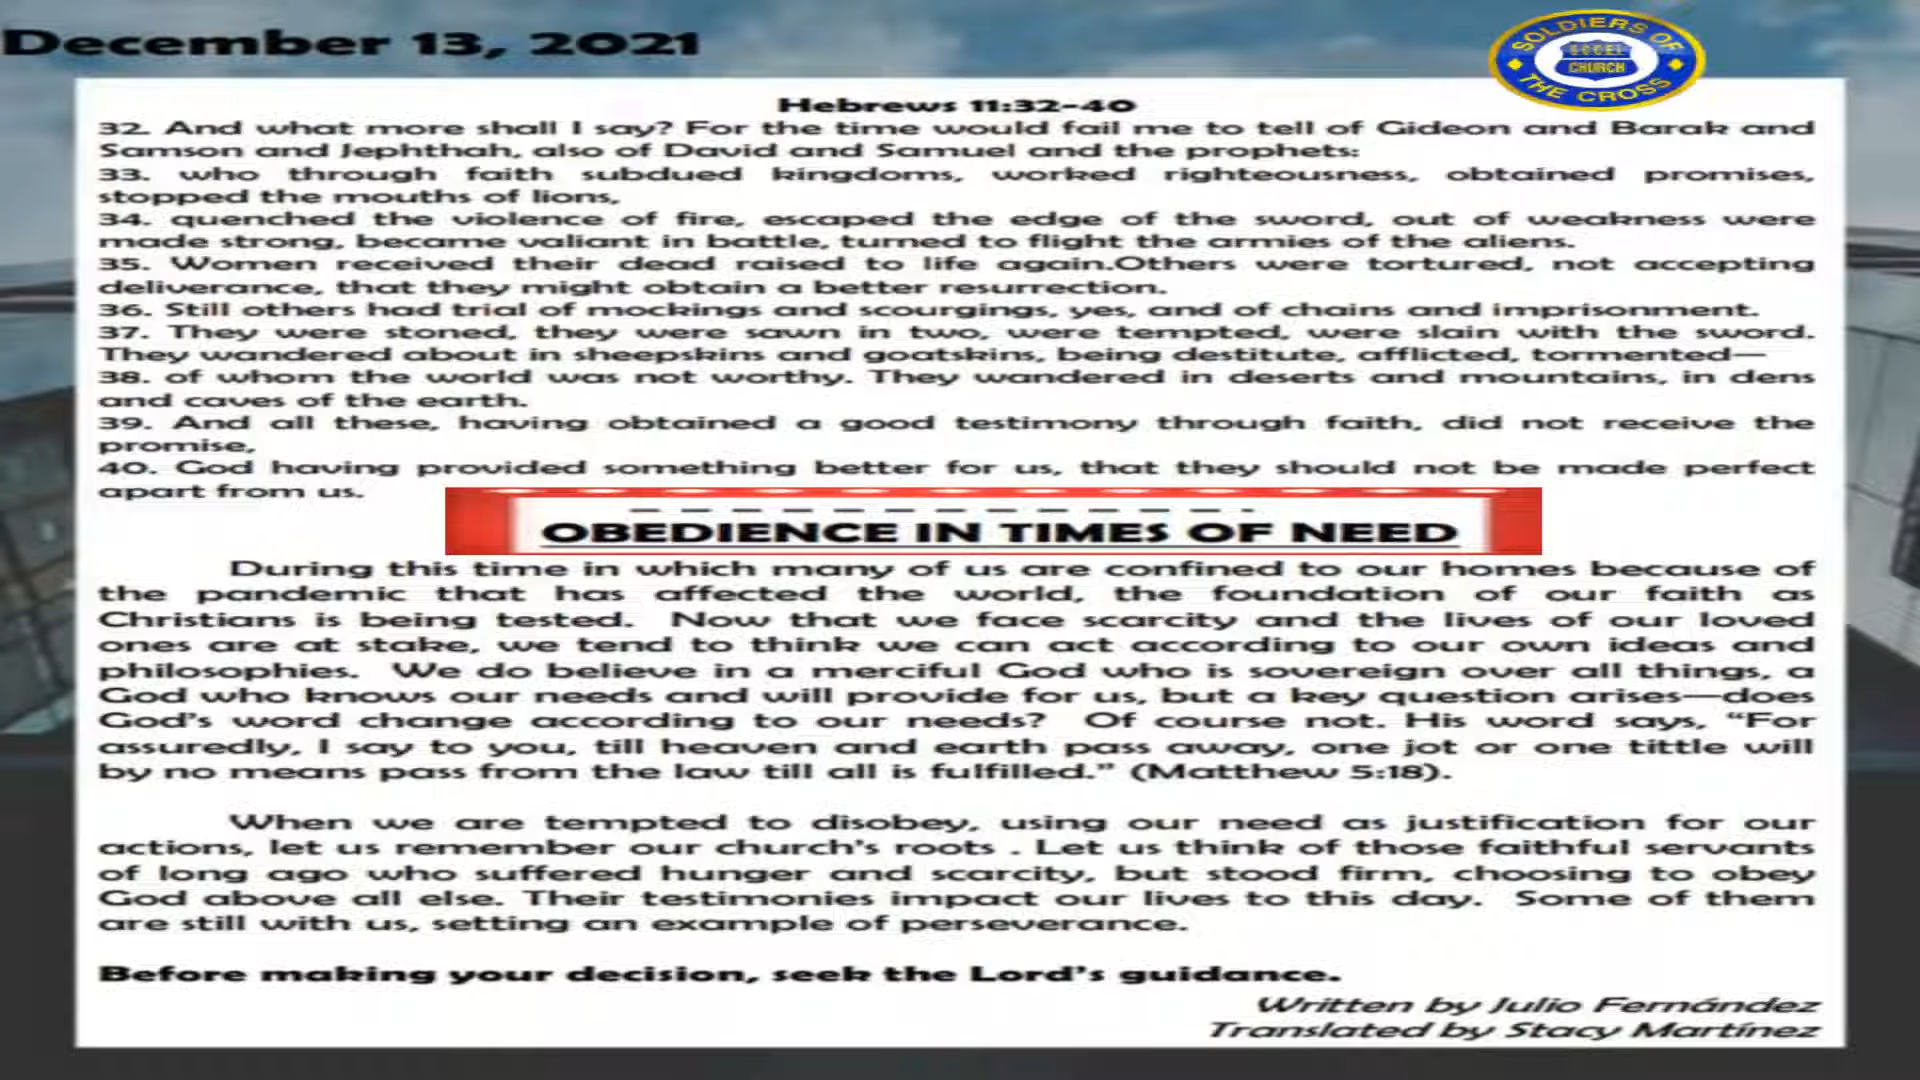 December 13, 2021
SOLDIERS OF
CHURCH
THE CROSS
Hebrews 11:32-40
32. And what more shall I say? For the time would fail me to tell of Gideon and Barak and
Samson and Jephthah, also of David and Samuel and the prophets:
33. who through faith subdued kingdoms, worked righteousness, obtained promises,
stopped the mouths of lions,
34. quenched the violence of fire, escaped the edge of the sword, out of weakness were
made strong, became valiant in battle, turned to flight the armies of the aliens.
35. Women received their dead raised to life again.Others were tortured, not accepting
deliverance, that they might obtain a better resurrection.
36. Still others had trial of mockings and scourgings, yes, and of chains and imprisonment.
37. They were stoned, they were sawn in two, were tempted, were slain with the sword.
They wandered about in sheepskins and goatskins, being destitute, afflicted, tormented—
38. of whom the world was not worthy. They wandered in deserts and mountains, in dens
and caves of the earth.
39. And all these, having obtained a good testimony through faith, did not receive the
promise,
40. God having provided something better for us, that they should not be made perfect
apart from us.
OBEDIENCE IN TIMES OF NEED
During this time in which many of us are confined to our homes because of
the pandemic that has affected the world, the foundation of our faith as
Christians is being tested. Now that we face scarcity and the lives of our loved
ones are at stake, we tend to think we can act according to our own ideas and
philosophies. We do believe in a merciful God who is sovereign over all things, a
God who knows our needs and will provide for us, but a key question arises—does
God's word change according to our needs? Of course not. His word says, "For
assuredly, I say to you, till heaven and earth pass away, one jot or one tittle will
by no means pass from the law till all is fulfilled." (Matthew 5:18).
When we are tempted to disobey, using our need as justification for our
actions, let us remember our church's roots . Let us think of those faithful servants
of long ago who suffered hunger and scarcity, but stood firm, choosing to obey
God above all else. Their testimonies impact our lives to this day. Some of them
are still with us, setting an example of perseverance.
Before making your decision, seek the Lord's guidance.
Written by Julio Fernández
Translated by Stacy Martínez